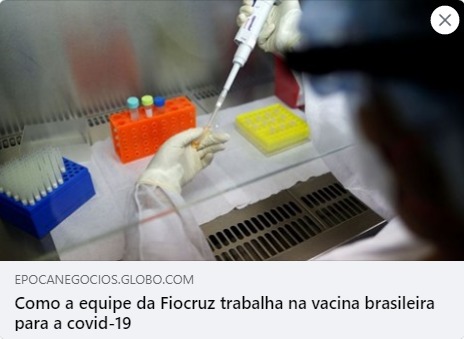 EPOCANEGOCIOS.GLOBO.COM
Como a equipe da Fiocruz trabalha na vacina brasileira
para a covid-19